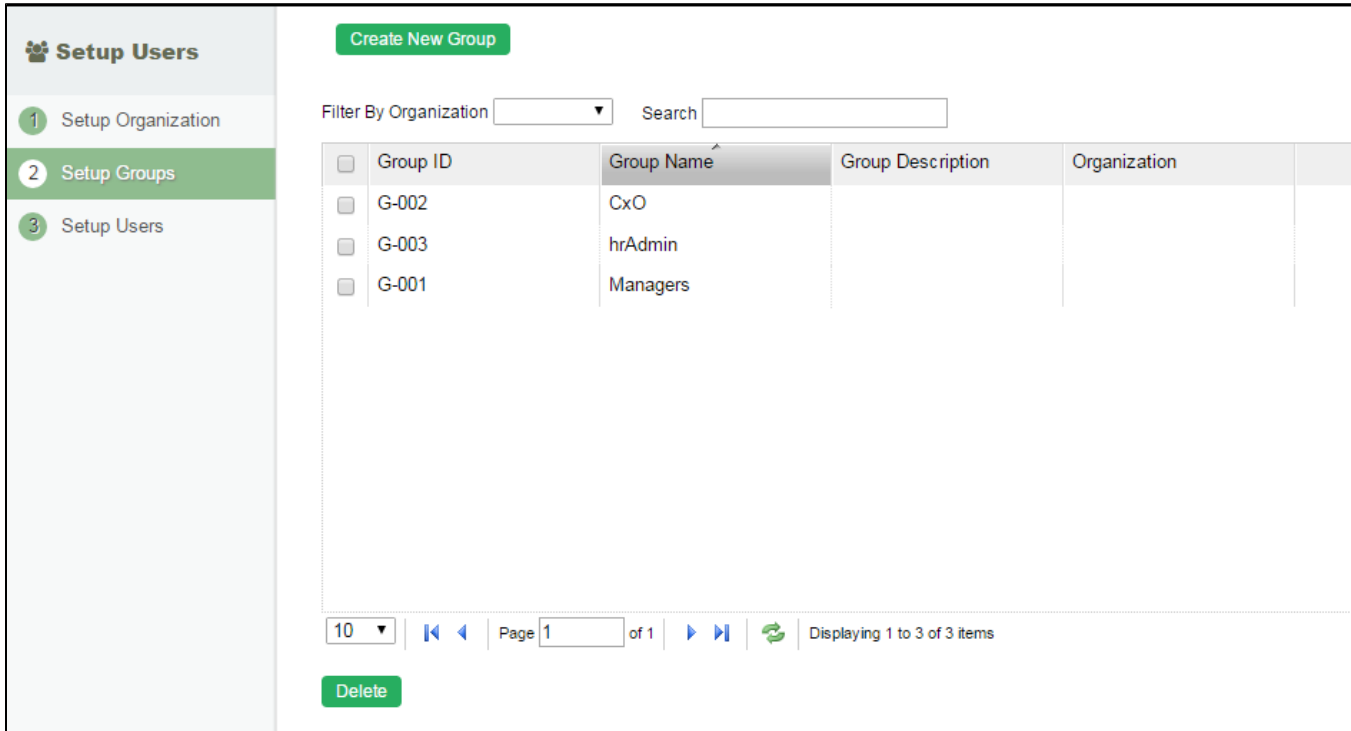 Setup Users
Create New Group
1 Setup Organization
Filter By Organization Search
2 Setup Groups
Group ID Group Name Group Description Organization
G-002 CxO
3 Setup Users
G-003 hrAdmin
G-001 Managers
10 Page 1 of 1 Displaying 1 to 3 of 3 items
Delete